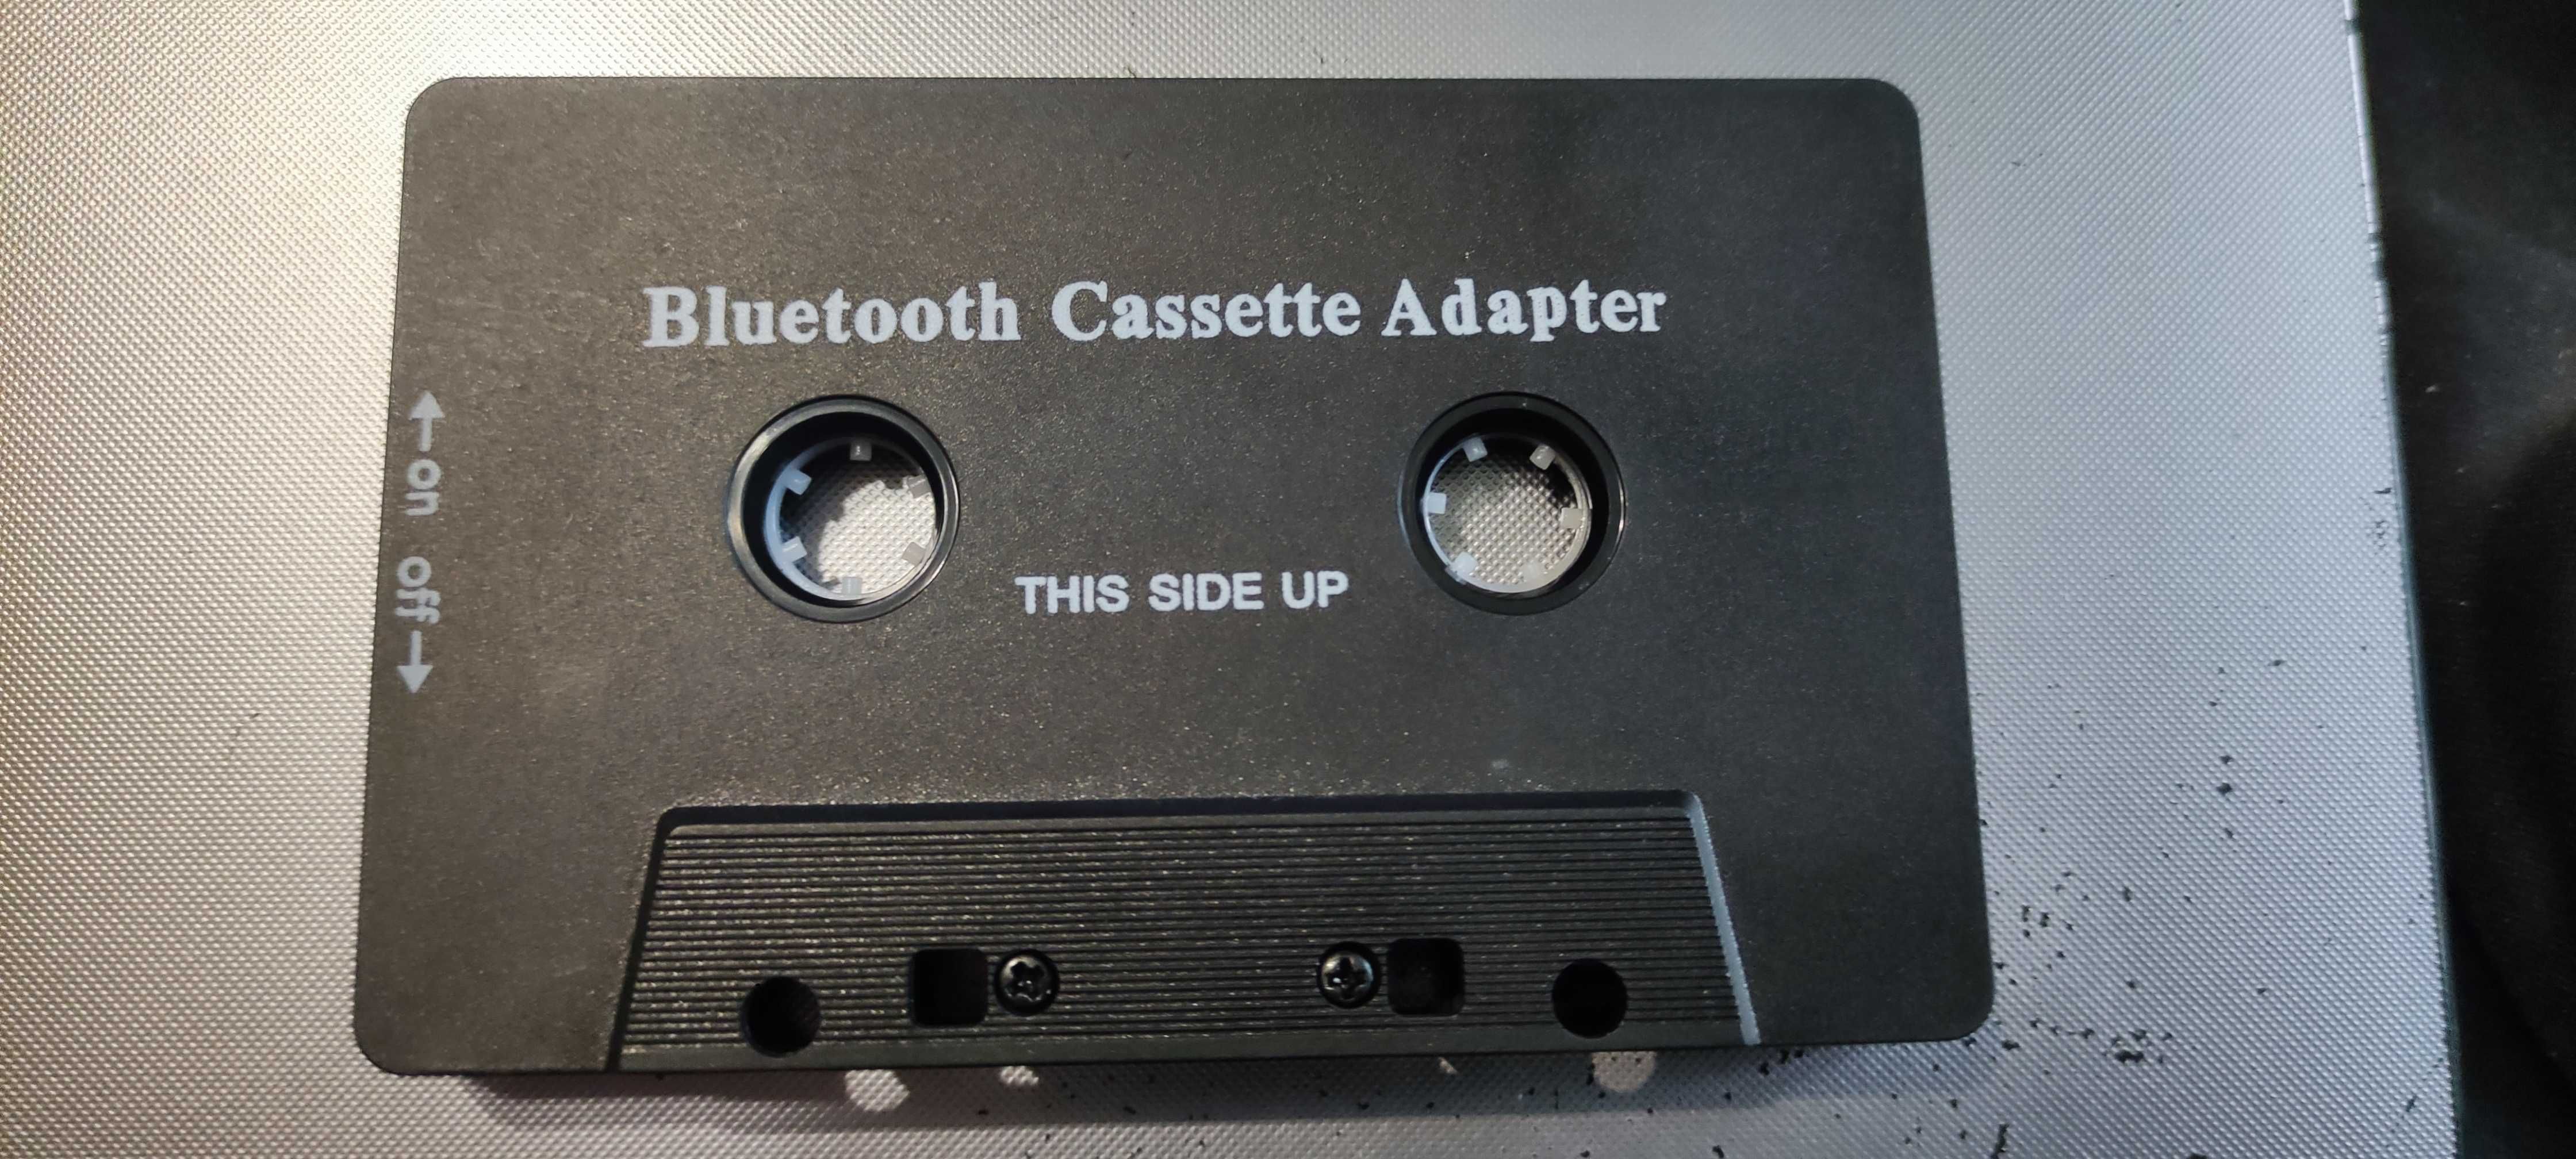 Bluetooth Cassette Adapter
←on off→
THIS SIDE UP